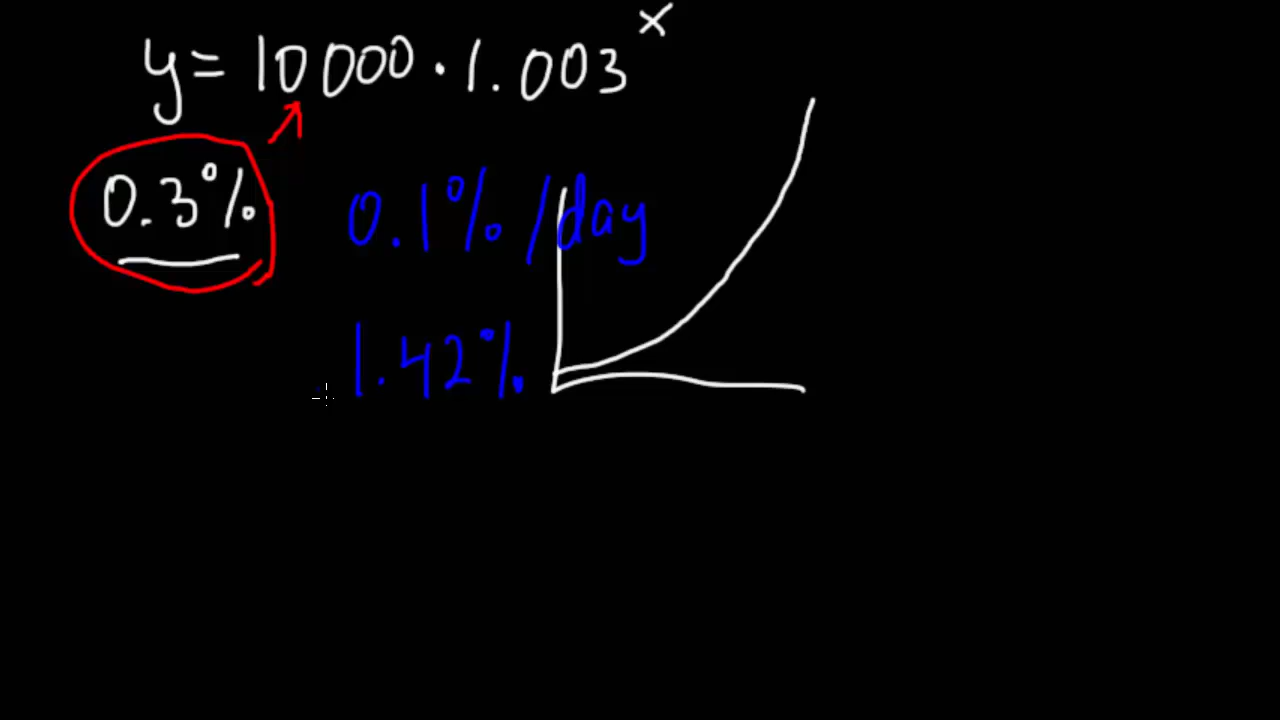 y = 10000 · 1.003^x
0.3% 0.1% /day
1.42%